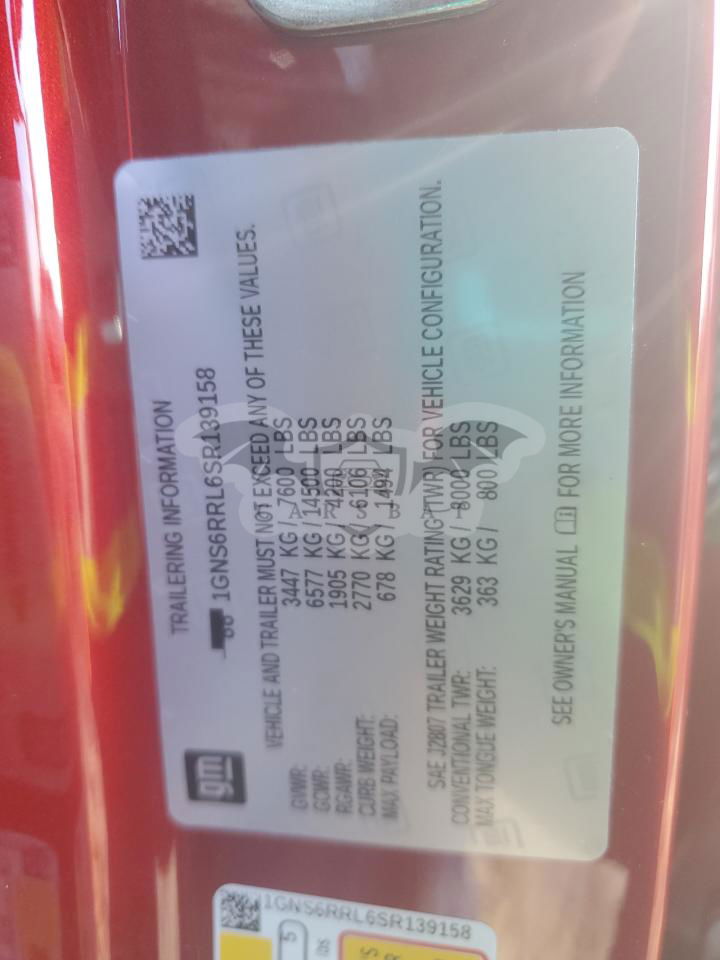 gm
TRAILERING INFORMATION
1GNS6RRL6SR139158
VEHICLE AND TRAILER MUST NOT EXCEED ANY OF THESE VALUES.
GVWR: 3447 KG / 7600 LBS
GCWR: 6577 KG / 14500 LBS
RGAWR: 1905 KG / 4200 LBS
CURB WEIGHT: 2770 KG / 6106 LBS
MAX PAYLOAD: 678 KG / 1494 LBS
SAE J2807 TRAILER WEIGHT RATING (TWR) FOR VEHICLE CONFIGURATION.
CONVENTIONAL TWR: 3629 KG / 8000 LBS
MAX TONGUE WEIGHT: 363 KG / 800 LBS
SEE OWNER'S MANUAL FOR MORE INFORMATION
1GNS6RRL6SR139158
5